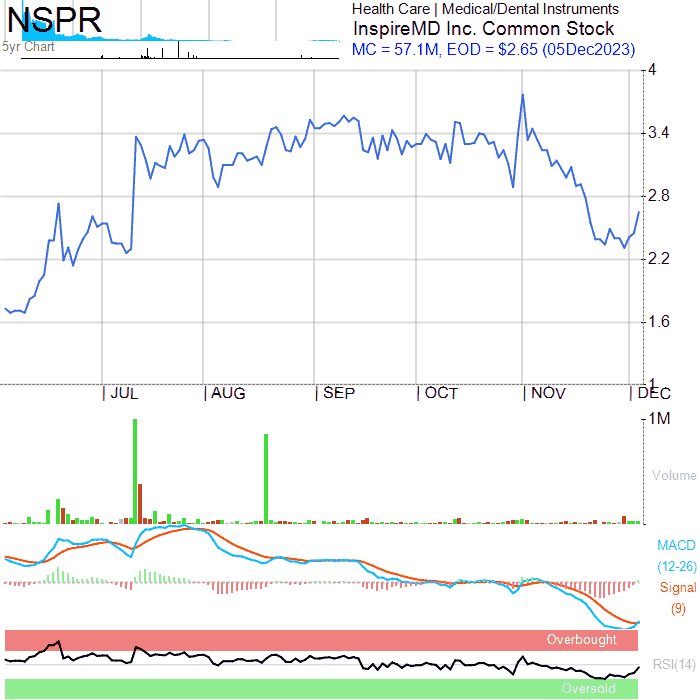 NSPR
5yr Chart
Health Care | Medical/Dental Instruments
InspireMD Inc. Common Stock
MC = 57.1M, EOD = $2.65 (05Dec2023)
4
3.4
2.8
2.2
1.6
1
JUL
AUG
SEP
OCT
NOV
DEC
1M
Volume
MACD
(12-26)
Signal
(9)
Overbought
RSI(14)
Oversold